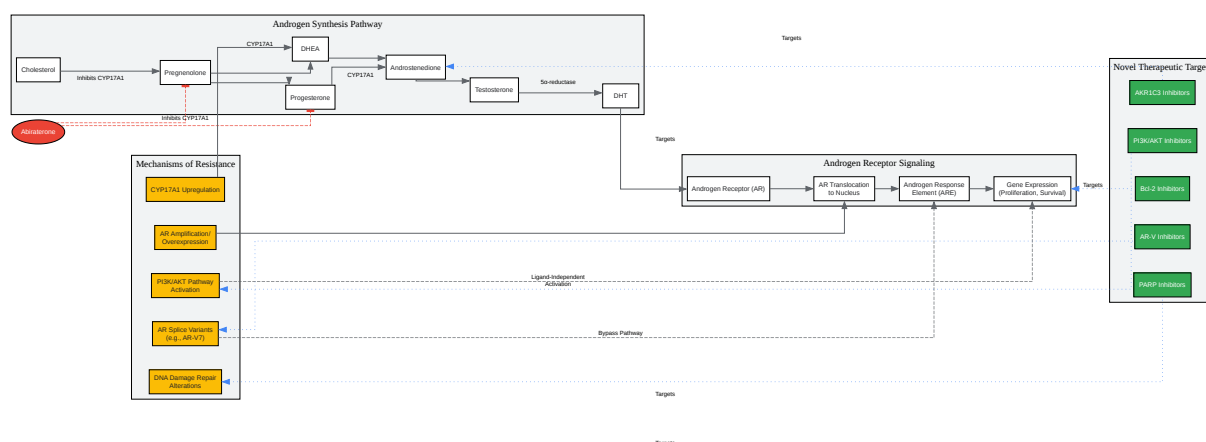 Androgen Synthesis Pathway
Cholesterol
Inhibits CYP17A1
Pregnenolone
CYP17A1
DHEA
Progesterone
CYP17A1
Androstenedione
Testosterone
5α-reductase
DHT
Abiraterone
Inhibits CYP17A1
Targets
Targets
Mechanisms of Resistance
CYP17A1 Upregulation
AR Amplification/
Overexpression
PI3K/AKT Pathway
Activation
AR Splice Variants
(e.g., AR-V7)
DNA Damage Repair
Alterations
Androgen Receptor Signaling
Androgen Receptor (AR)
AR Translocation
to Nucleus
Androgen Response
Element (ARE)
Gene Expression
(Proliferation, Survival)
Targets
Ligand-Independent
Activation
Bypass Pathway
Targets
Novel Therapeutic Targe
AKR1C3 Inhibitors
PI3K/AKT Inhibitors
Bcl-2 Inhibitors
AR-V Inhibitors
PARP Inhibitors